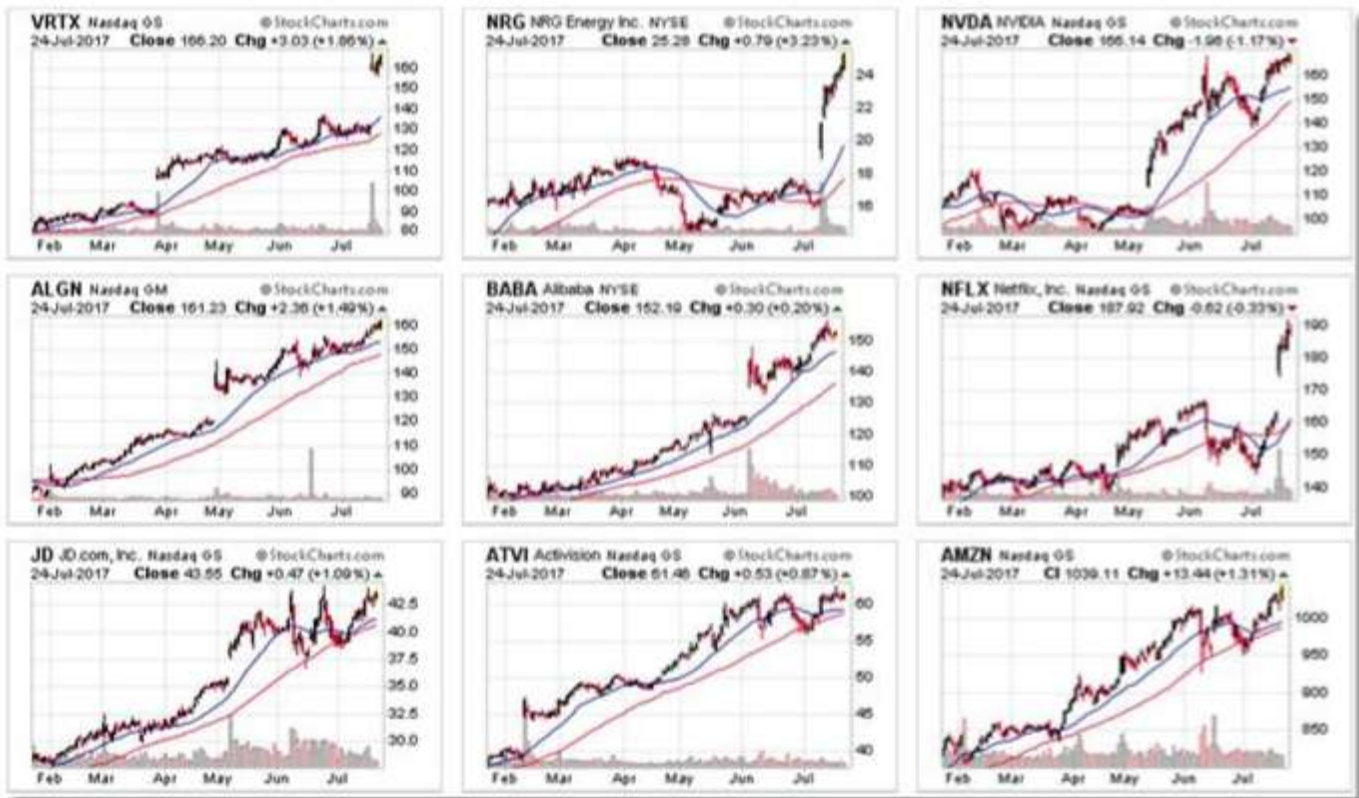 VRTX Nasdaq GS © StockCharts.com
24-Jul-2017 Close 166.20 Chg +3.03 (+1.86%)
160
150
140
130
120
110
100
90
80
Feb Mar Apr May Jun Jul
NRG NRG Energy Inc. NYSE © StockCharts.com
24-Jul-2017 Close 25.28 Chg +0.79 (+3.23%)
24
22
20
18
16
Feb Mar Apr May Jun Jul
NVDA NVIDIA Nasdaq GS © StockCharts.com
24-Jul-2017 Close 166.14 Chg -1.96 (-1.17%)
160
150
140
130
120
110
100
Feb Mar Apr May Jun Jul
ALGN Nasdaq GM © StockCharts.com
24-Jul-2017 Close 161.23 Chg +2.36 (+1.49%)
160
150
140
130
120
110
100
90
Feb Mar Apr May Jun Jul
BABA Alibaba NYSE © StockCharts.com
24-Jul-2017 Close 152.19 Chg +0.30 (+0.20%)
150
140
130
120
110
100
Feb Mar Apr May Jun Jul
NFLX Netflix, Inc. Nasdaq GS © StockCharts.com
24-Jul-2017 Close 187.92 Chg -0.62 (-0.33%)
190
180
170
160
150
140
Feb Mar Apr May Jun Jul
JD JD.com, Inc. Nasdaq GS © StockCharts.com
24-Jul-2017 Close 43.55 Chg +0.47 (+1.09%)
42.5
40.0
37.5
35.0
32.5
30.0
Feb Mar Apr May Jun Jul
ATVI Activision Nasdaq GS © StockCharts.com
24-Jul-2017 Close 61.46 Chg +0.53 (+0.87%)
60
55
50
45
40
Feb Mar Apr May Jun Jul
AMZN Nasdaq GS © StockCharts.com
24-Jul-2017 Cl 1039.11 Chg +13.44 (+1.31%)
1000
950
900
850
Feb Mar Apr May Jun Jul